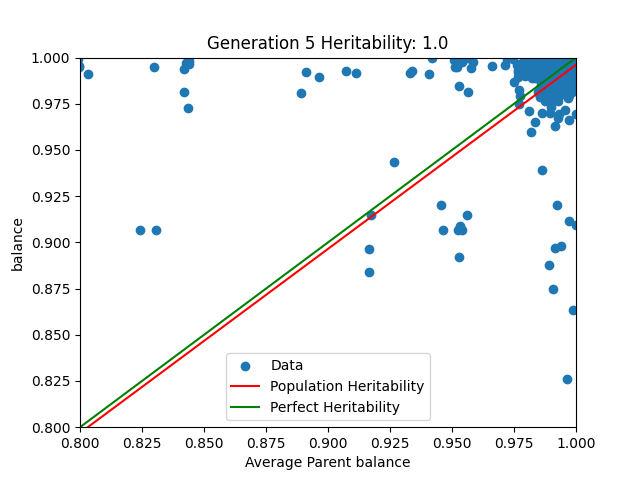 Generation 5 Heritability: 1.0
balance
1.000
0.975
0.950
0.925
0.900
0.875
0.850
0.825
0.800
Data
Population Heritability
Perfect Heritability
0.800 0.825 0.850 0.875 0.900 0.925 0.950 0.975 1.000
Average Parent balance